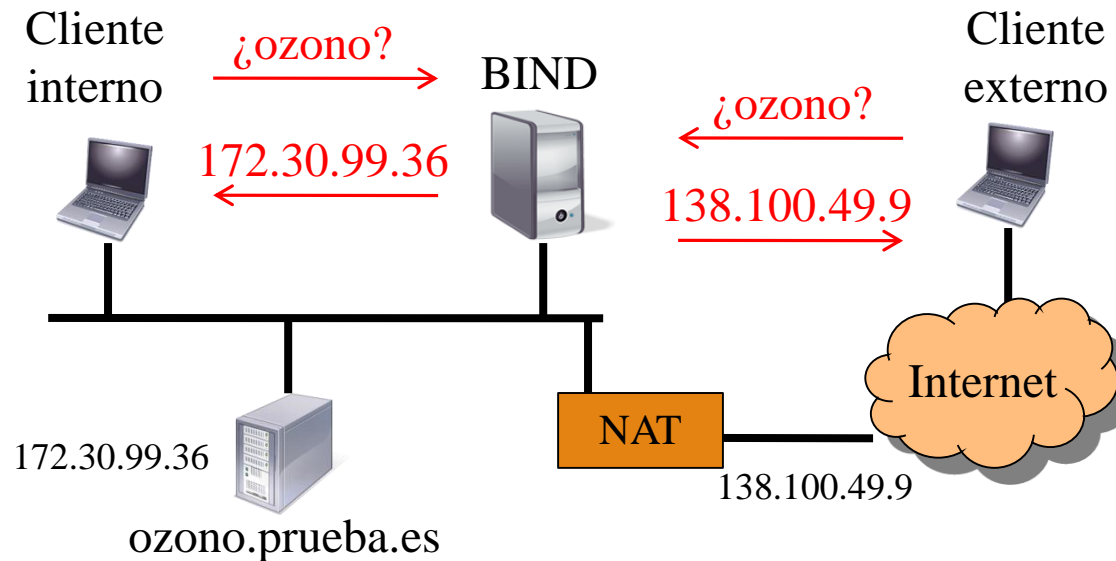 Cliente
interno
¿ozono?
172.30.99.36
BIND
¿ozono?
138.100.49.9
Cliente
externo
172.30.99.36
ozono.prueba.es
NAT
138.100.49.9
Internet